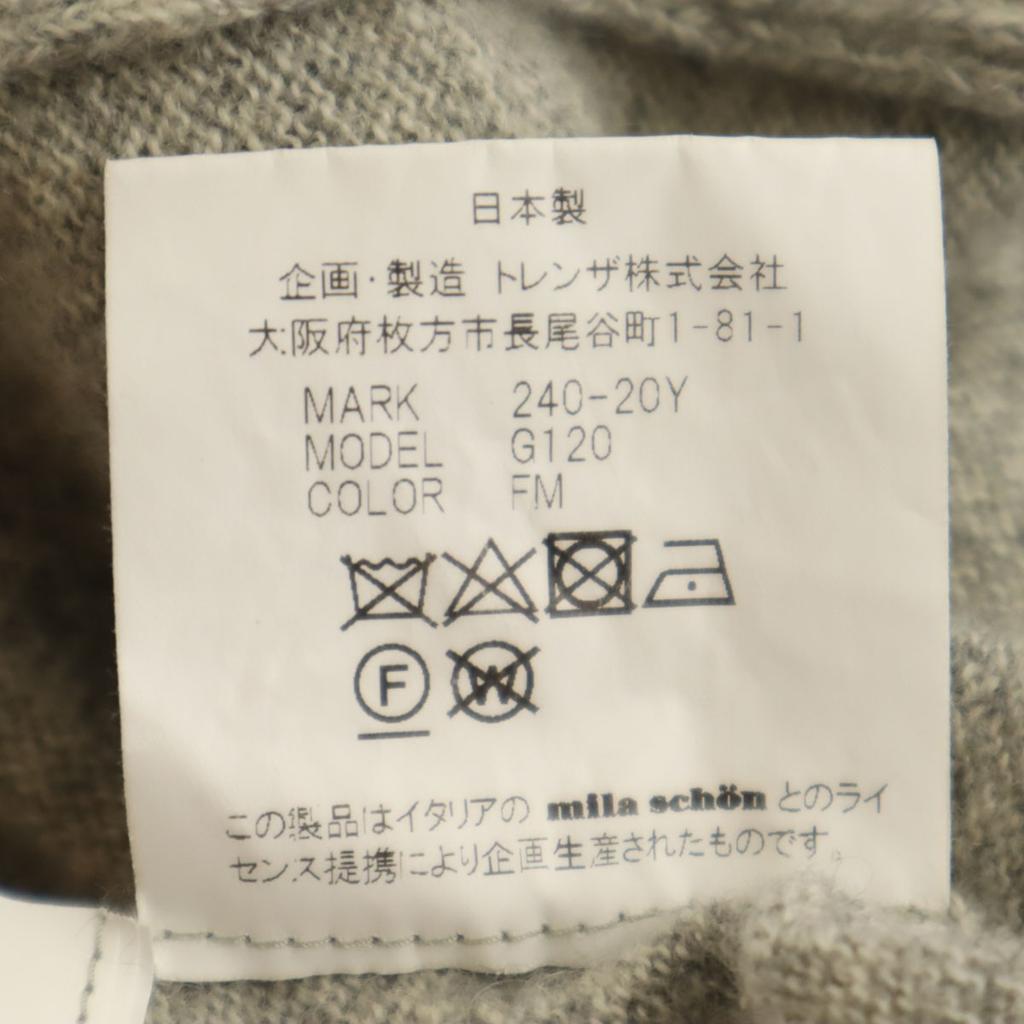 日本製
企画・製造 トレンザ株式会社
大阪府枚方市長尾谷町1-81-1
MARK 240-20Y
MODEL G120
COLOR FM
F W
この製品はイタリアの mila schön とのライ
センス提携により企画生産されたものです。